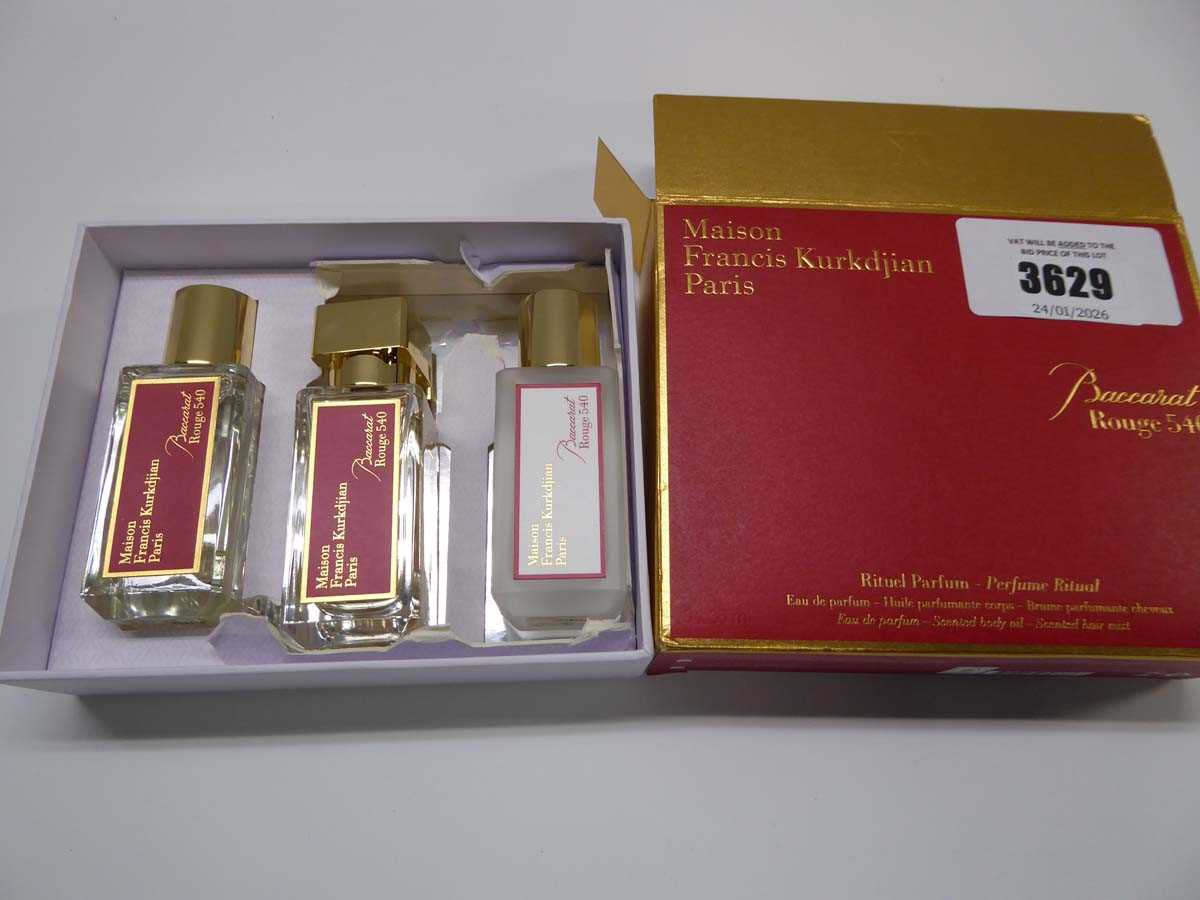 Maison
Francis Kurkdjian
Paris
Baccarat
Rouge 540
Maison
Francis Kurkdjian
Paris
Baccarat
Rouge 540
Maison
Francis Kurkdjian
Paris
Baccarat
Rouge 540
Maison
Francis Kurkdjian
Paris
VAT WILL BE ADDED TO THE
BID PRICE OF THIS LOT
3629
24/01/2026
Baccarat
Rouge 540
Rituel Parfum - Perfume Ritual
Eau de parfum - Huile parfumante corps - Brume parfumante cheveux
Eau de parfum - Scented body oil - Scented hair mist